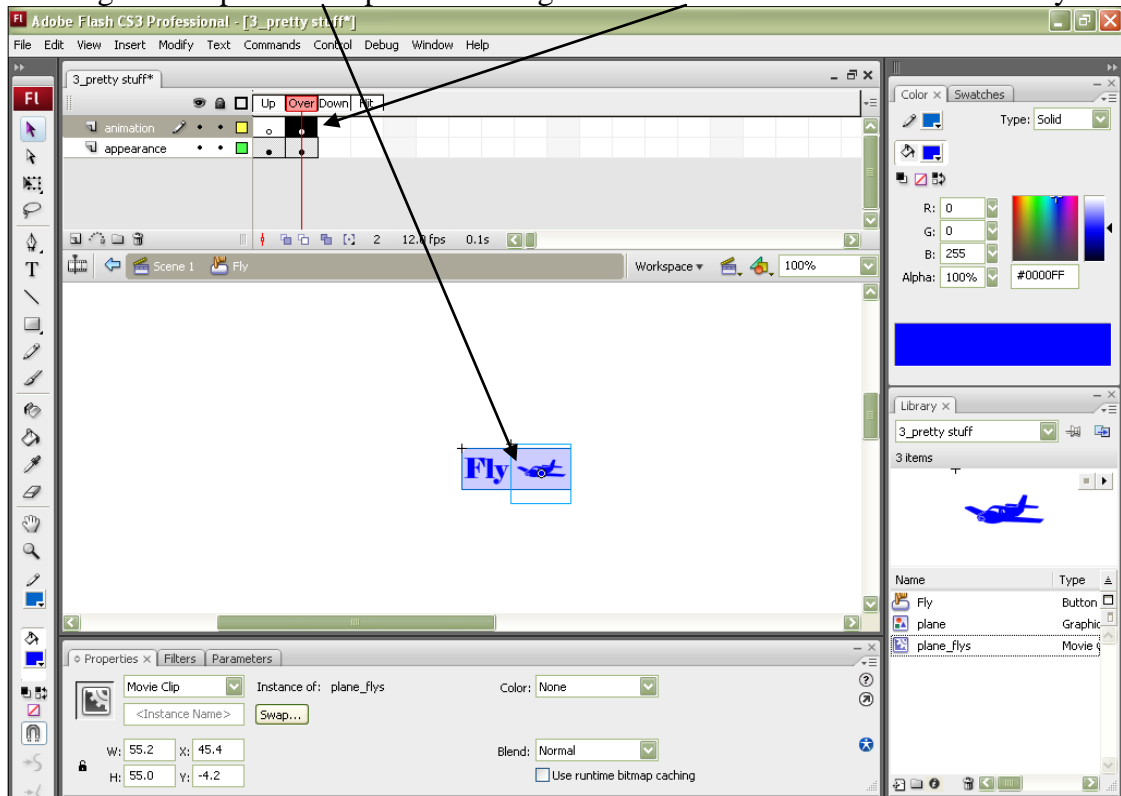 Adobe Flash CS3 Professional - [3_pretty stuff*]
File Edit View Insert Modify Text Commands Control Debug Window Help
3_pretty stuff*
Up Over Down Hit
animation
appearance
2 12.0 fps 0.1s
Scene 1 Fly
Workspace 100%
Fly
Properties × Filters Parameters
Movie Clip
Instance of: plane_flys
Color: None
<Instance Name>
Swap...
W: 55.2 X: 45.4
Blend: Normal
H: 55.0 Y: -4.2
Use runtime bitmap caching
Fl
T
Color × Swatches
Type: Solid
R: 0
G: 0
B: 255
Alpha: 100% #0000FF
Library ×
3_pretty stuff
3 items
Name Type
Fly Button
plane Graphic
plane_flys Movie